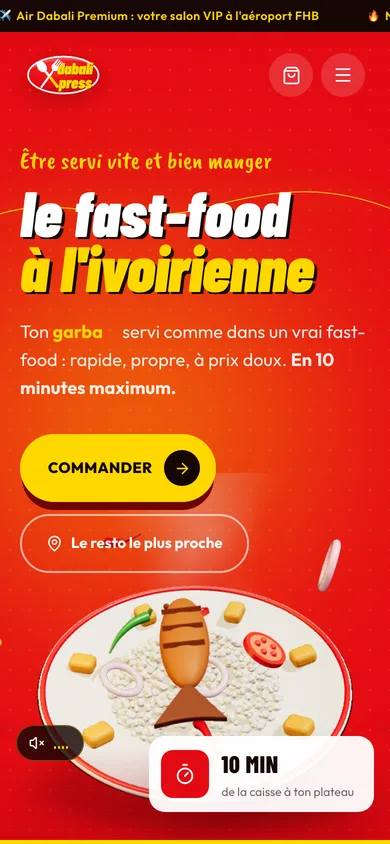 ✈️ Air Dabali Premium : votre salon VIP à l'aéroport FHB 🔥
dabali
press
Être servi vite et bien manger
le fast-food
à l'ivoirienne
Ton garba servi comme dans un vrai fast-
food : rapide, propre, à prix doux. En 10
minutes maximum.
COMMANDER
Le resto le plus proche
10 MIN
de la caisse à ton plateau